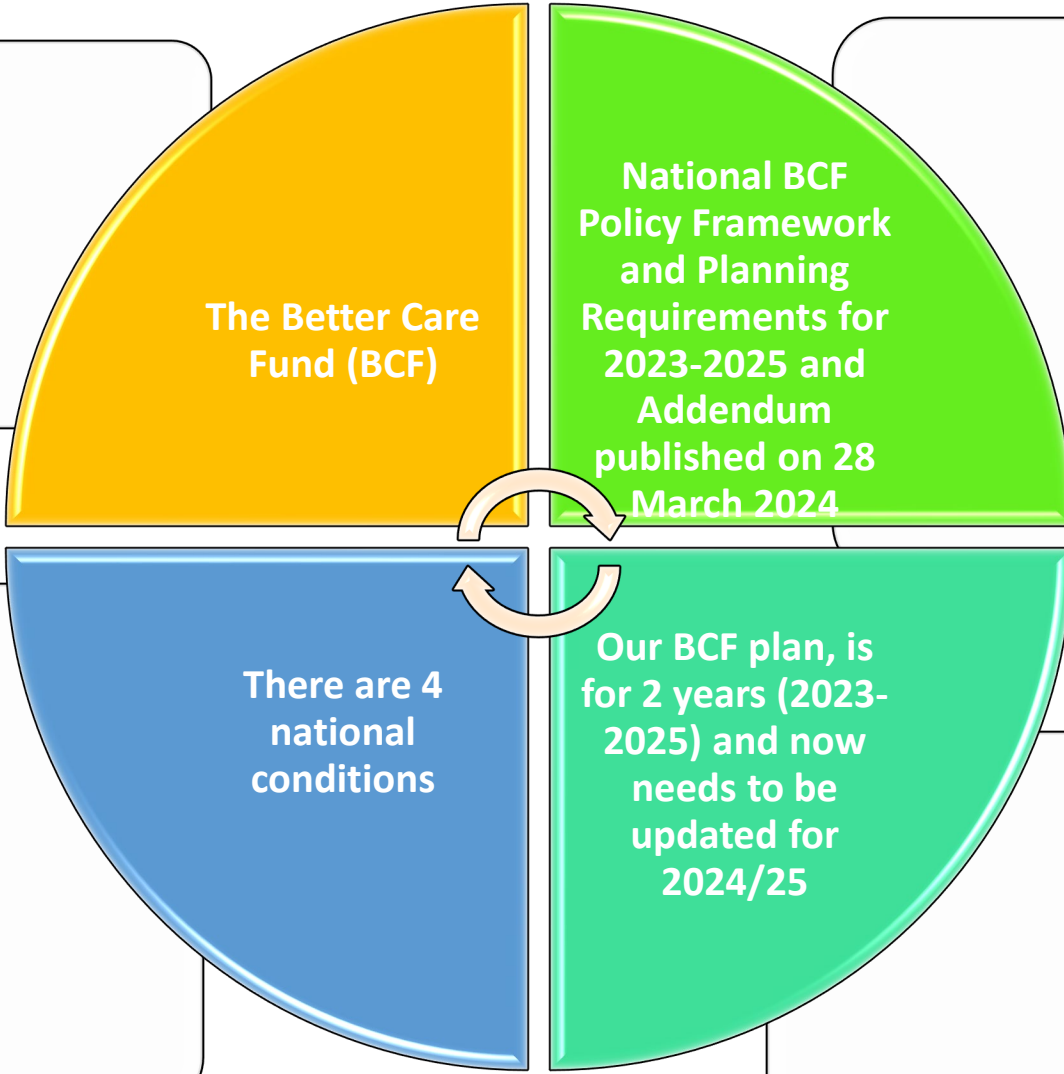 The Better Care
Fund (BCF)
National BCF
Policy Framework
and Planning
Requirements for
2023-2025 and
Addendum
published on 28
March 2024
There are 4
national
conditions
Our BCF plan, is
for 2 years (2023-
2025) and now
needs to be
updated for
2024/25